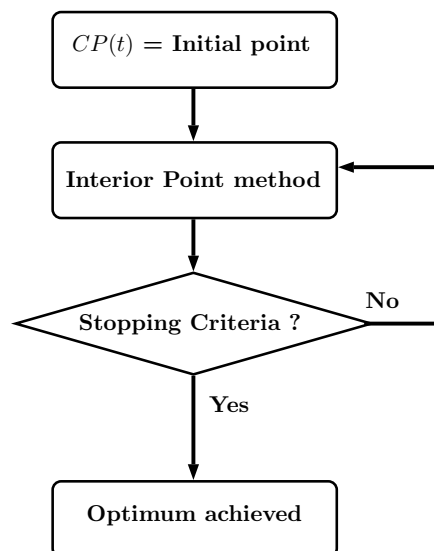 CP(t) = Initial point
Interior Point method
Stopping Criteria ?
No
Yes
Optimum achieved